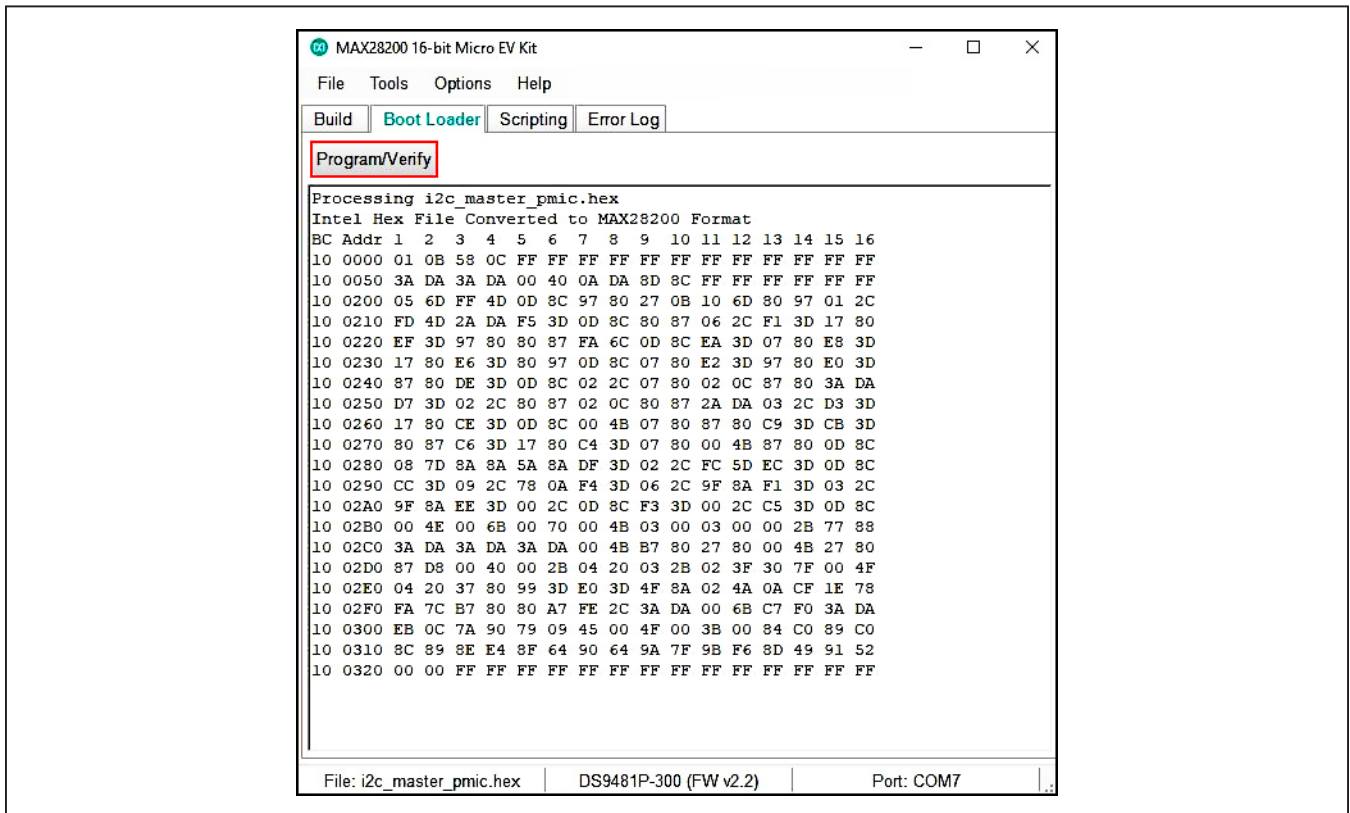 MAX28200 16-bit Micro EV Kit
File Tools Options Help
Build Boot Loader Scripting Error Log
Program/Verify
Processing i2c_master_pmic.hex
Intel Hex File Converted to MAX28200 Format
BC Addr 1 2 3 4 5 6 7 8 9 10 11 12 13 14 15 16
10 0000 01 0B 58 0C FF FF FF FF FF FF FF FF FF FF FF FF
10 0050 3A DA 3A DA 00 40 0A DA 8D 8C FF FF FF FF FF FF
10 0200 05 6D FF 4D 0D 8C 97 80 27 0B 10 6D 80 97 01 2C
10 0210 FD 4D 2A DA F5 3D 0D 8C 80 87 06 2C F1 3D 17 80
10 0220 EF 3D 97 80 80 87 FA 6C 0D 8C EA 3D 07 80 E8 3D
10 0230 17 80 E6 3D 80 97 0D 8C 07 80 E2 3D 97 80 E0 3D
10 0240 87 80 DE 3D 0D 8C 02 2C 07 80 02 0C 87 80 3A DA
10 0250 D7 3D 02 2C 80 87 02 0C 80 87 2A DA 03 2C D3 3D
10 0260 17 80 CE 3D 0D 8C 00 4B 07 80 87 80 C9 3D CB 3D
10 0270 80 87 C6 3D 17 80 C4 3D 07 80 00 4B 87 80 0D 8C
10 0280 08 7D 8A 8A 5A 8A DF 3D 02 2C FC 5D EC 3D 0D 8C
10 0290 CC 3D 09 2C 78 0A F4 3D 06 2C 9F 8A F1 3D 03 2C
10 02A0 9F 8A EE 3D 00 2C 0D 8C F3 3D 00 2C C5 3D 0D 8C
10 02B0 00 4E 00 6B 00 70 00 4B 03 00 03 00 00 2B 77 88
10 02C0 3A DA 3A DA 3A DA 00 4B B7 80 27 80 00 4B 27 80
10 02D0 87 D8 00 40 00 2B 04 20 03 2B 02 3F 30 7F 00 4F
10 02E0 04 20 37 80 99 3D E0 3D 4F 8A 02 4A 0A CF 1E 78
10 02F0 FA 7C B7 80 80 A7 FE 2C 3A DA 00 6B C7 F0 3A DA
10 0300 EB 0C 7A 90 79 09 45 00 4F 00 3B 00 84 C0 89 C0
10 0310 8C 89 8E E4 8F 64 90 64 9A 7F 9B F6 8D 49 91 52
10 0320 00 00 FF FF FF FF FF FF FF FF FF FF FF FF FF FF
File: i2c_master_pmic.hex DS9481P-300 (FW v2.2) Port: COM7